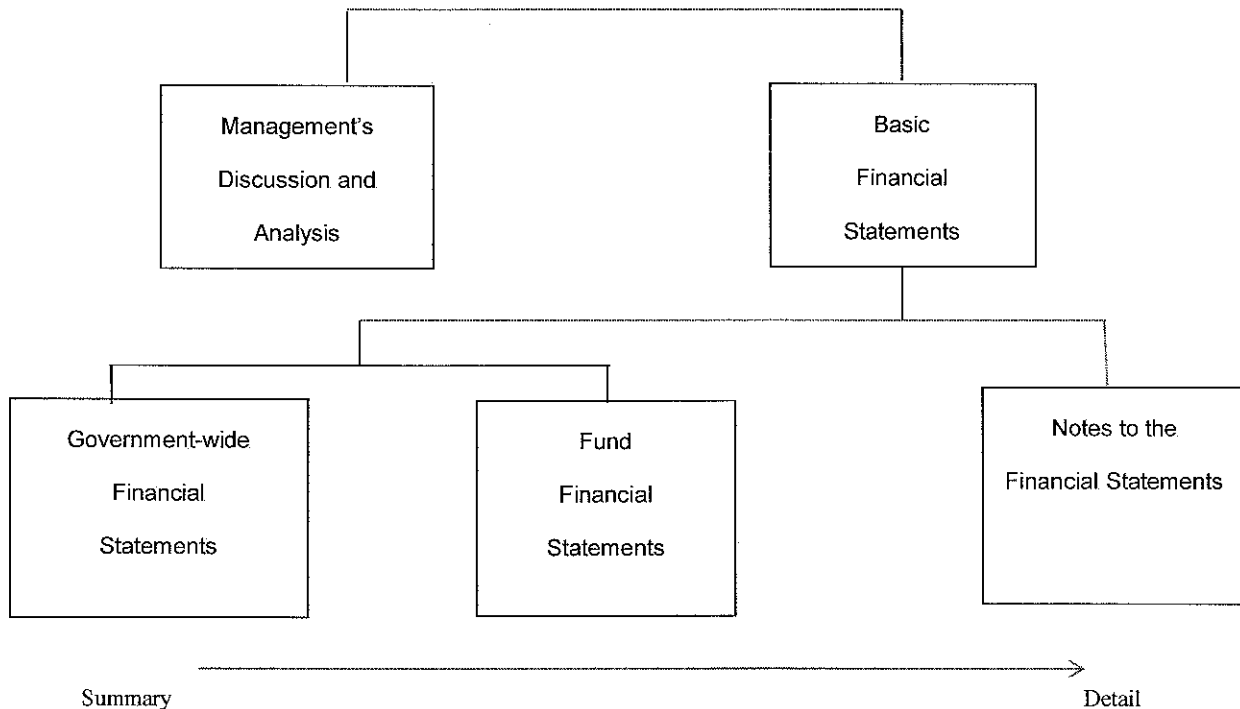 Management's
Discussion and
Analysis
Basic
Financial
Statements
Government-wide
Financial
Statements
Fund
Financial
Statements
Notes to the
Financial Statements
Summary
Detail